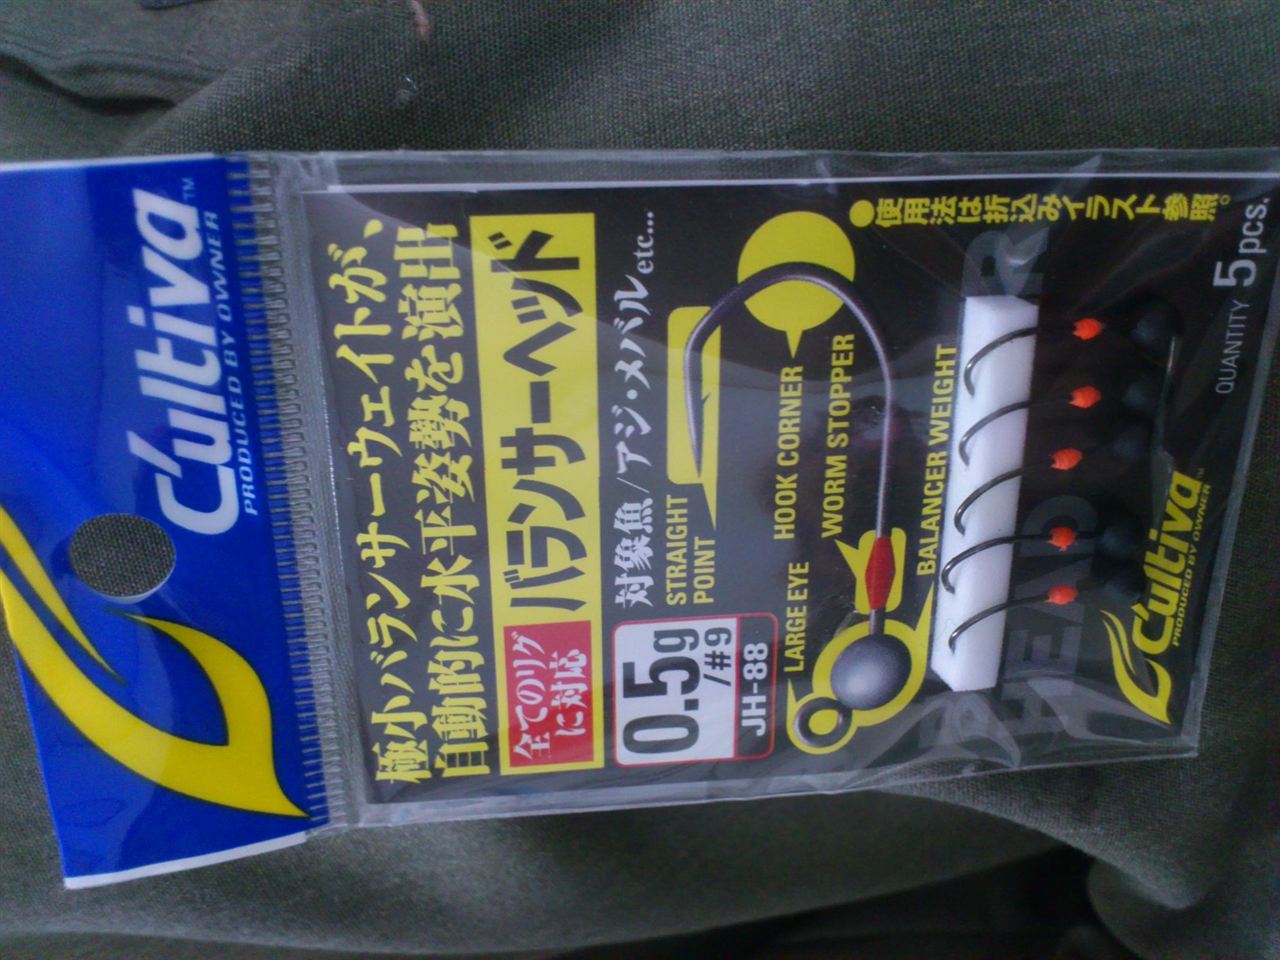 C'ultiva™
PRODUCED BY OWNER
極小バランサーウェイトが、
自動的に水平姿勢を演出
全てのリグ
に対応
バランサーヘッド
対象魚/アジ・メバルetc...
0.5g
/#9
JH-88
STRAIGHT
POINT
HOOK CORNER
WORM STOPPER
LARGE EYE
BALANCER WEIGHT
●使用法は折込みイラスト参照。
HEAD
C'ultiva™
PRODUCED BY OWNER
QUANTITY 5pcs.